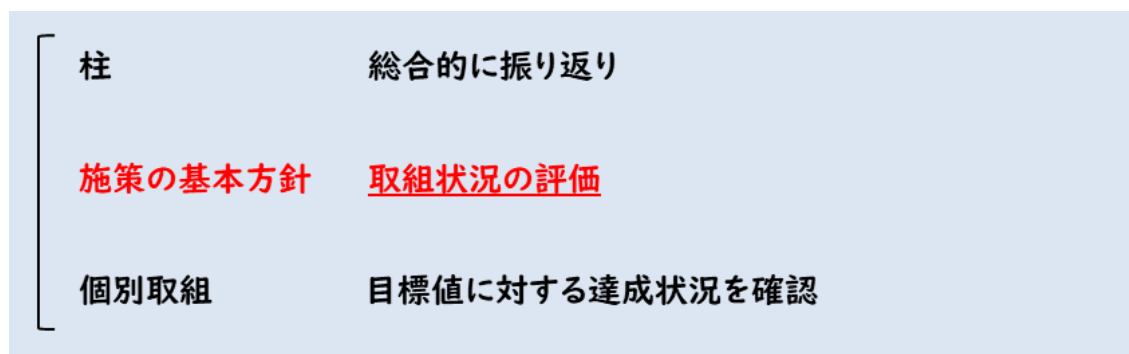 柱 総合的に振り返り
施策の基本方針 取組状況の評価
個別取組 目標値に対する達成状況を確認